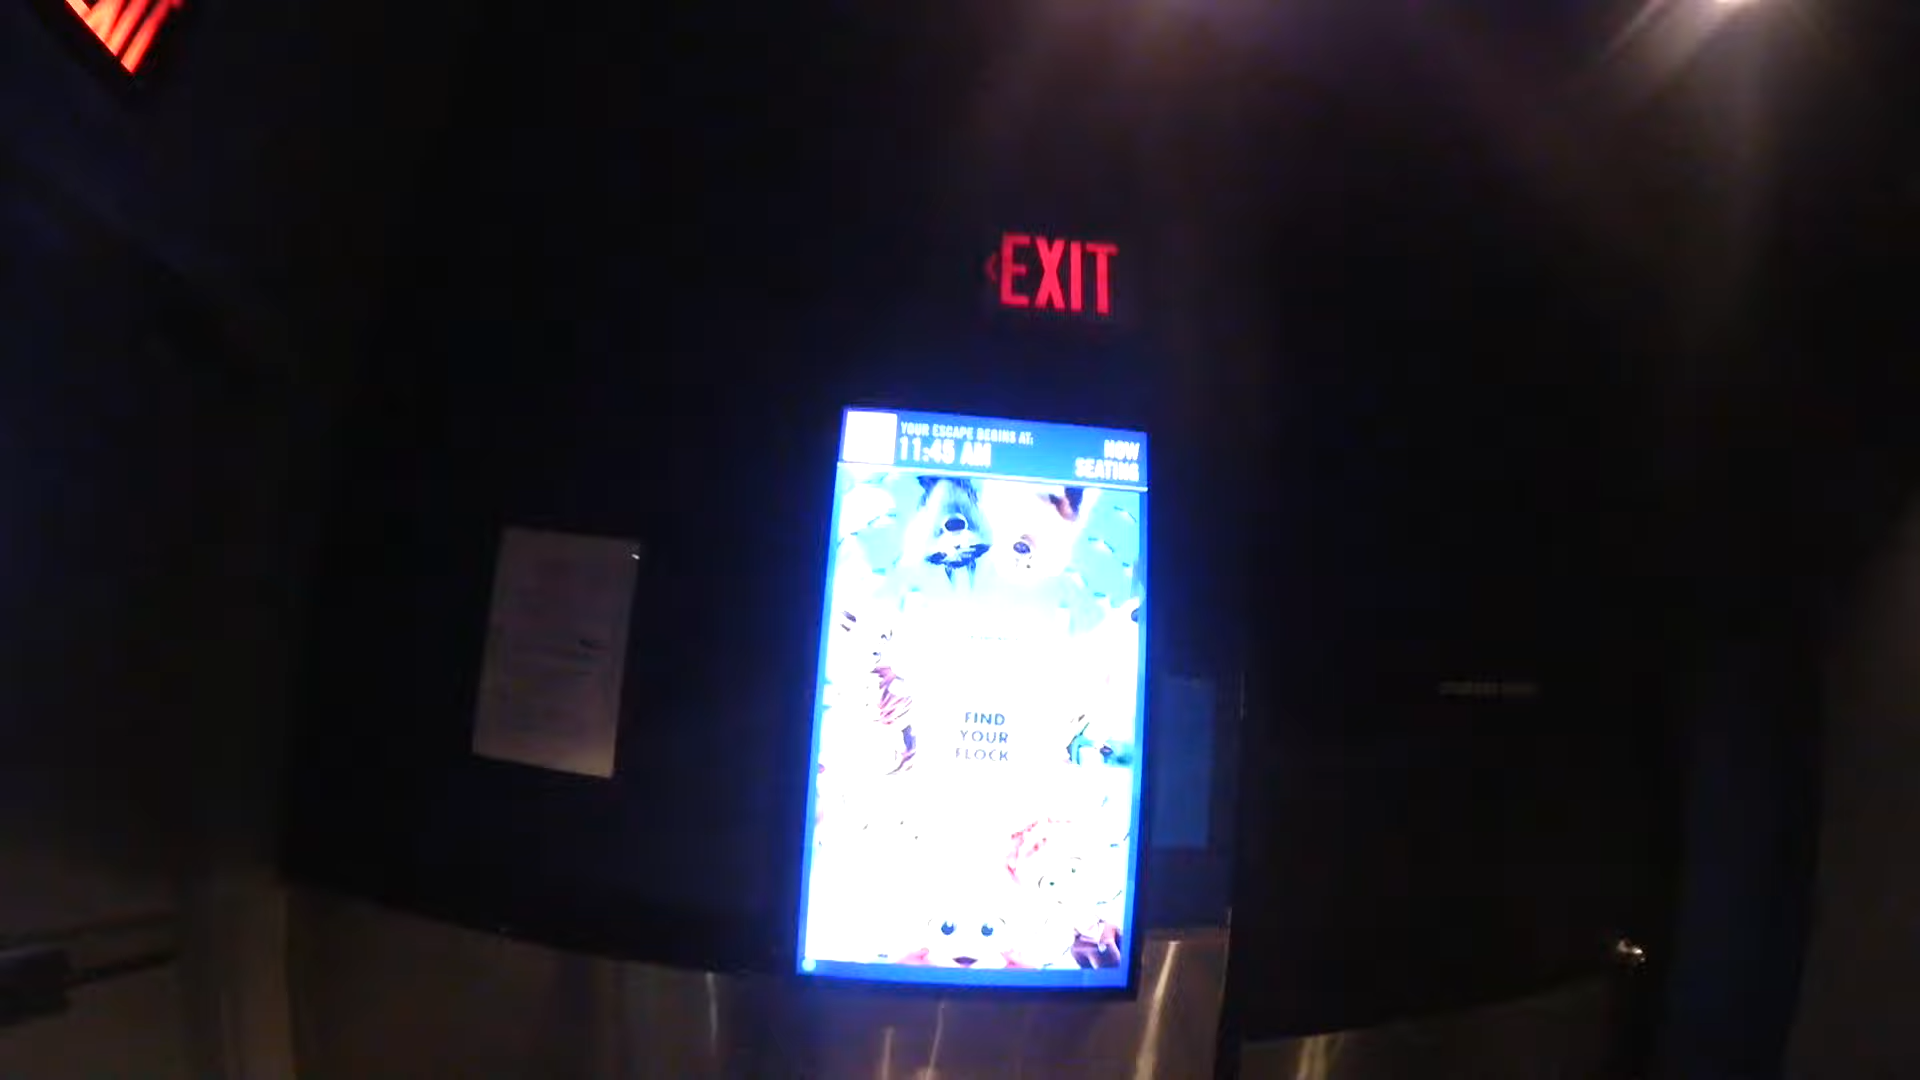 EXIT
YOUR ESCAPE BEGINS AT:
11:45 AM
NOW
SEATING
FIND
YOUR
FLOCK